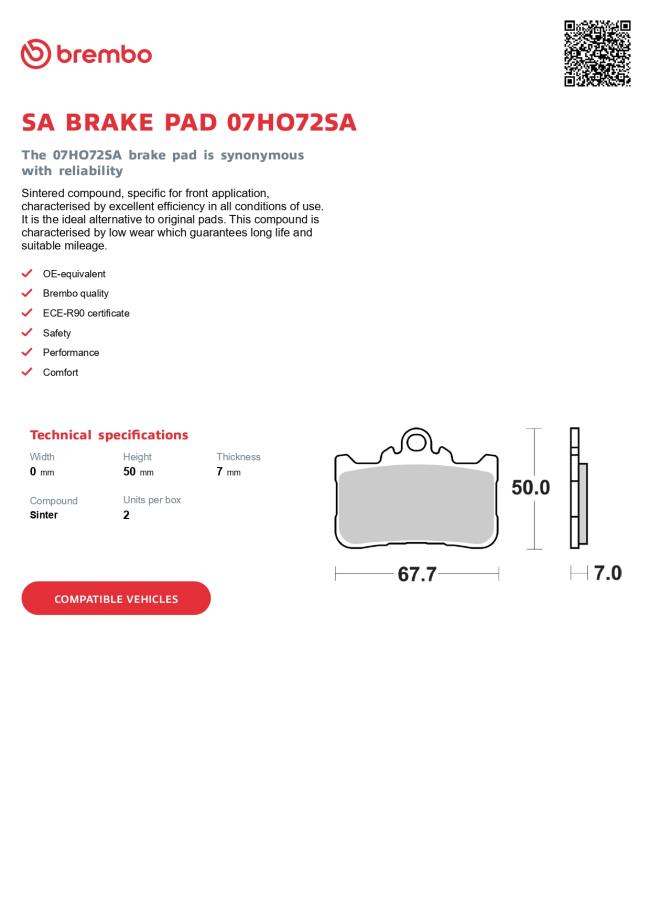 brembo
SA BRAKE PAD 07HO72SA
The 07HO72SA brake pad is synonymous
with reliability
Sintered compound, specific for front application,
characterised by excellent efficiency in all conditions of use.
It is the ideal alternative to original pads. This compound is
characterised by low wear which guarantees long life and
suitable mileage.
OE-equivalent
Brembo quality
ECE-R90 certificate
Safety
Performance
Comfort
Technical specifications
Width Height Thickness
0 mm 50 mm 7 mm
Compound Units per box
Sinter 2
50.0
67.7 7.0
COMPATIBLE VEHICLES